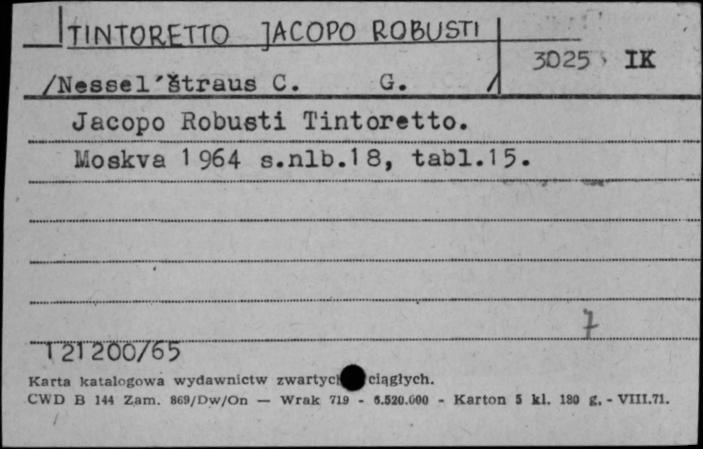 TINTORETTO JACOPO ROBUSTI
3025 IK
/Nessel´štraus C. G. /
Jacopo Robusti Tintoretto.
Moskva 1964 s.nlb.18, tabl.15.
7
121200/65
Karta katalogowa wydawnictw zwartych ciągłych.
CWD B 144 Zam. 869/Dw/On — Wrak 719 - 6.520.000 - Karton 5 kl. 180 g. - VIII.71.